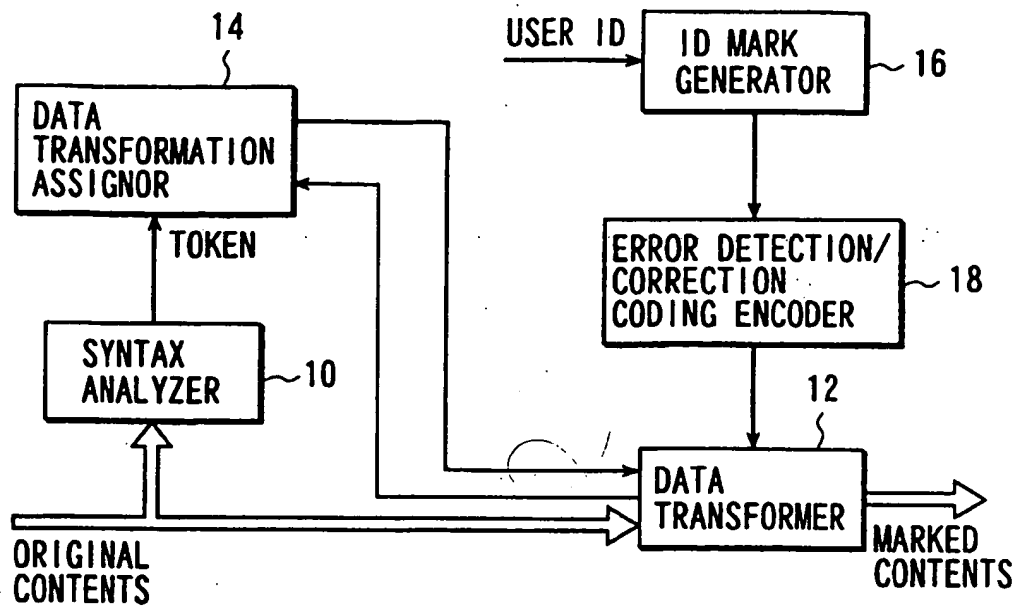 14
USER ID
ID MARK
GENERATOR
16
DATA
TRANSFORMATION
ASSIGNOR
TOKEN
ERROR DETECTION/
CORRECTION
CODING ENCODER
18
SYNTAX
ANALYZER
10
12
DATA
TRANSFORMER
ORIGINAL
CONTENTS
MARKED
CONTENTS